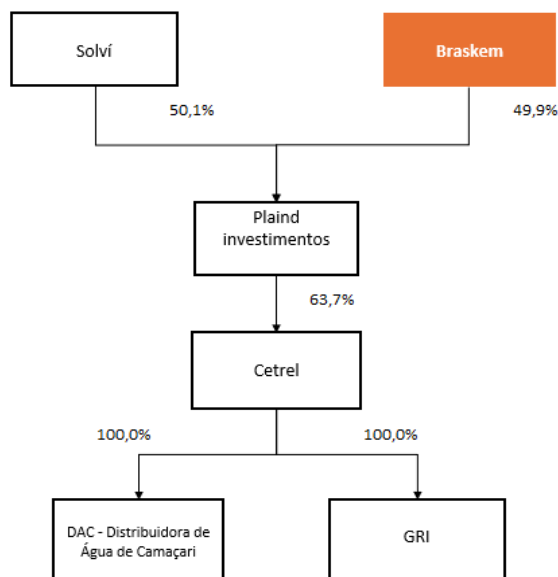 Solví
Braskem
50,1%
49,9%
Plaind
investimentos
63,7%
Cetrel
100,0%
100,0%
DAC - Distribuidora de
Água de Camaçari
GRI